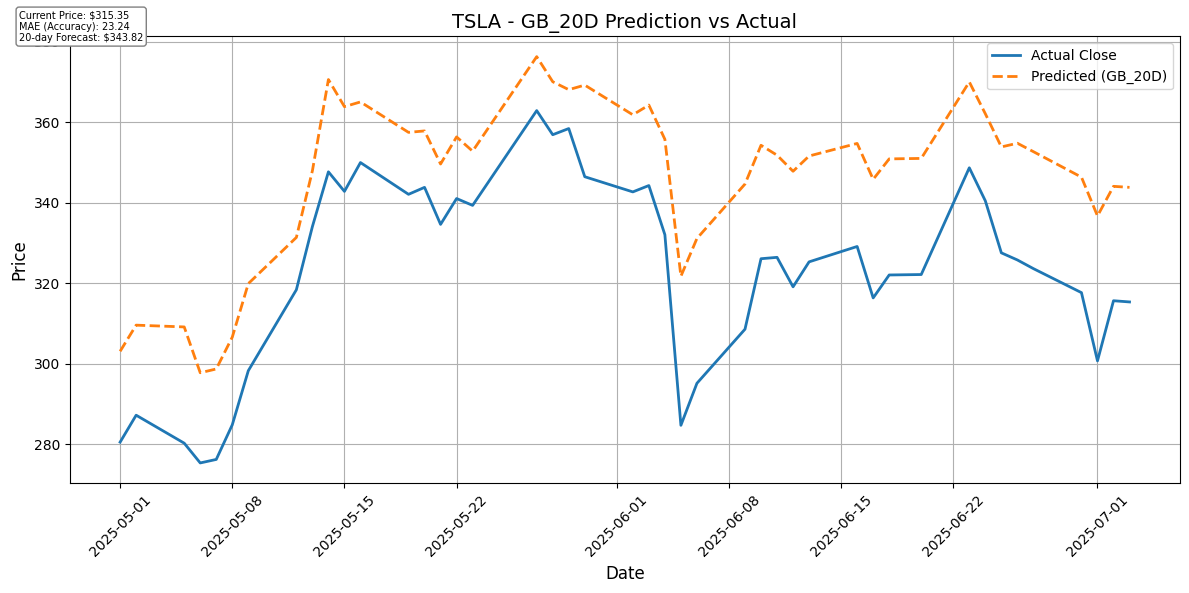 TSLA - GB_20D Prediction vs Actual
Current Price: $315.35
MAE (Accuracy): 23.24
20-day Forecast: $343.82
Actual Close
Predicted (GB_20D)
Price
360
340
320
300
280
2025-05-01
2025-05-08
2025-05-15
2025-05-22
2025-06-01
2025-06-08
2025-06-15
2025-06-22
2025-07-01
Date